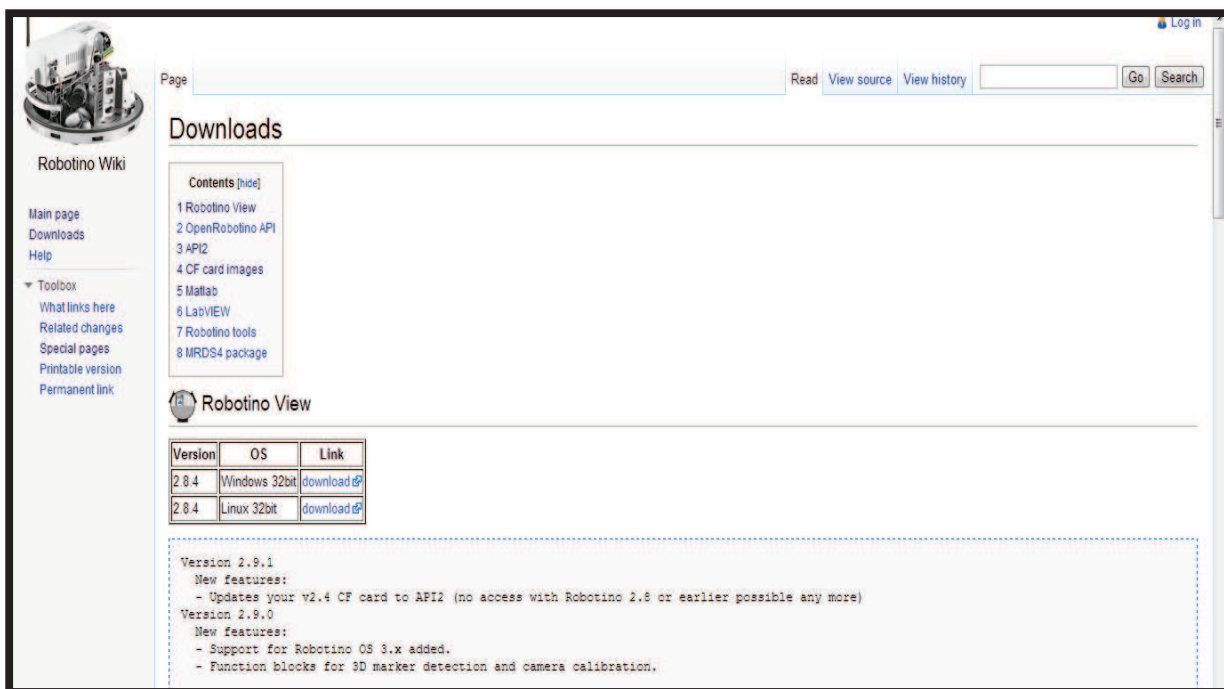 Log in
Page
Read View source View history
Go Search
Downloads
Robotino Wiki
Main page
Downloads
Help
Toolbox
What links here
Related changes
Special pages
Printable version
Permanent link
Contents [hide]
1 Robotino View
2 OpenRobotino API
3 API2
4 CF card images
5 Matlab
6 LabVIEW
7 Robotino tools
8 MRDS4 package
Robotino View
Version OS Link
2.8.4 Windows 32bit download
2.8.4 Linux 32bit download
Version 2.9.1
New features:
- Updates your v2.4 CF card to API2 (no access with Robotino 2.8 or earlier possible any more)
Version 2.9.0
New features:
- Support for Robotino OS 3.x added.
- Function blocks for 3D marker detection and camera calibration.